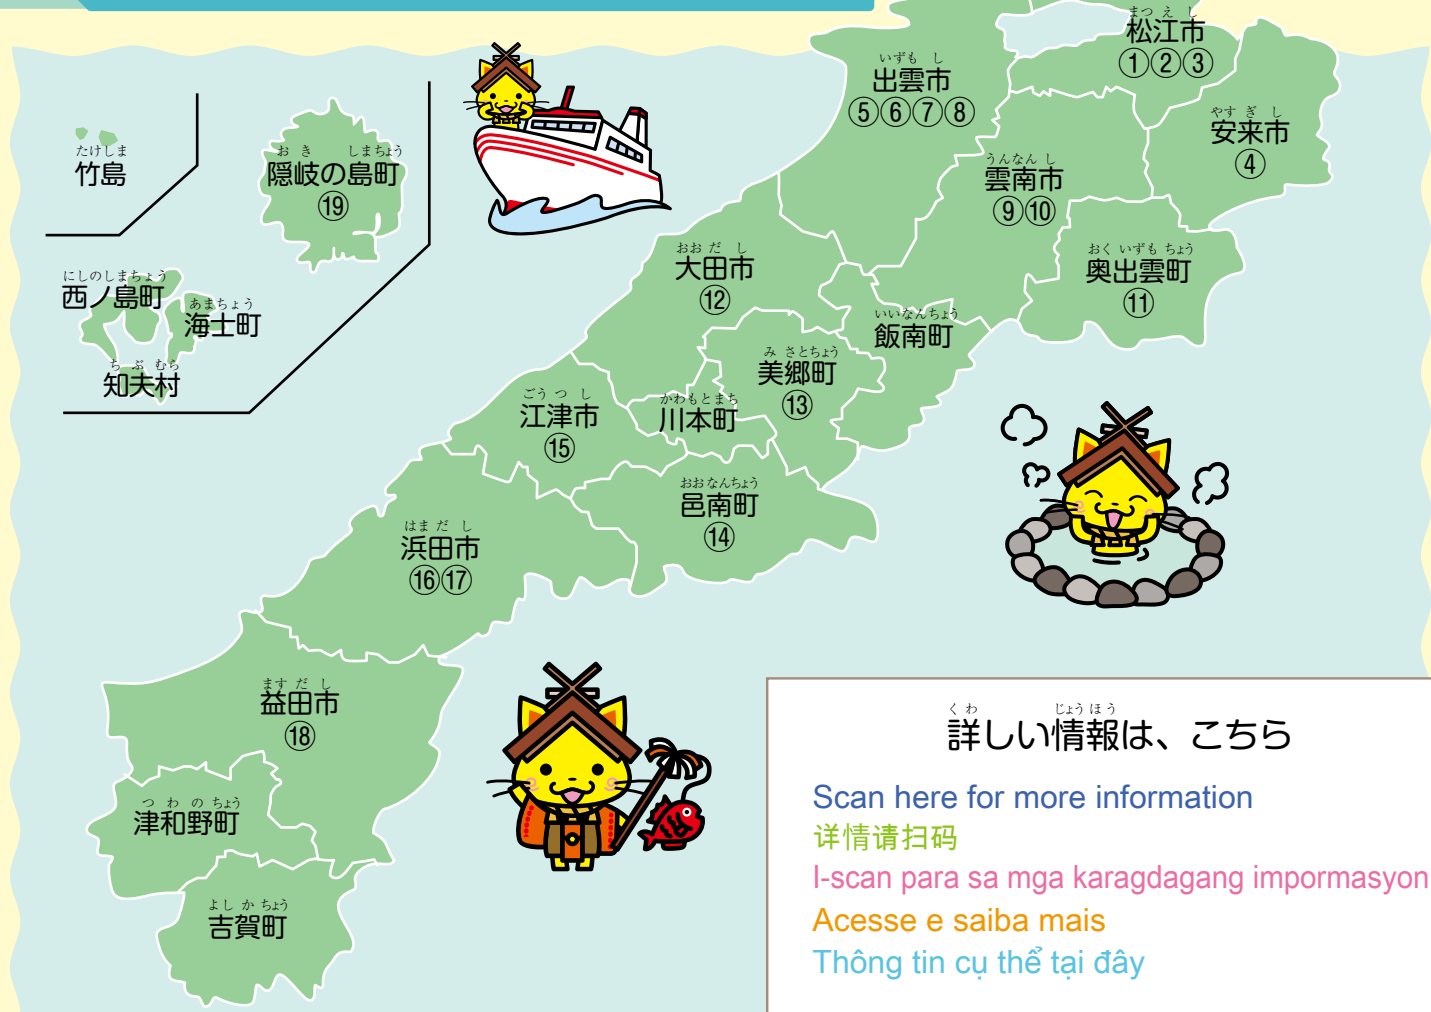 まつえし
松江市
①②③
いずもし
出雲市
⑤⑥⑦⑧
やすぎし
安来市
④
うんなんし
雲南市
⑨⑩
たけしま
竹島
おきしまちょう
隠岐の島町
⑲
おくいずもちょう
奥出雲町
⑪
おおだし
大田市
⑫
にしのしまちょう
西ノ島町
あまちょう
海士町
いいなんちょう
飯南町
ちぶむら
知夫村
みさとちょう
美郷町
⑬
ごうつし
江津市
⑮
かわもとまち
川本町
おおなんちょう
邑南町
⑭
はまだし
浜田市
⑯⑰
ますだし
益田市
⑱
つわのちょう
津和野町
よしかちょう
吉賀町
くわ じょうほう
詳しい情報は、こちら
Scan here for more information
详情请扫码
I-scan para sa mga karagdagang impormasyon
Acesse e saiba mais
Thông tin cụ thể tại đây